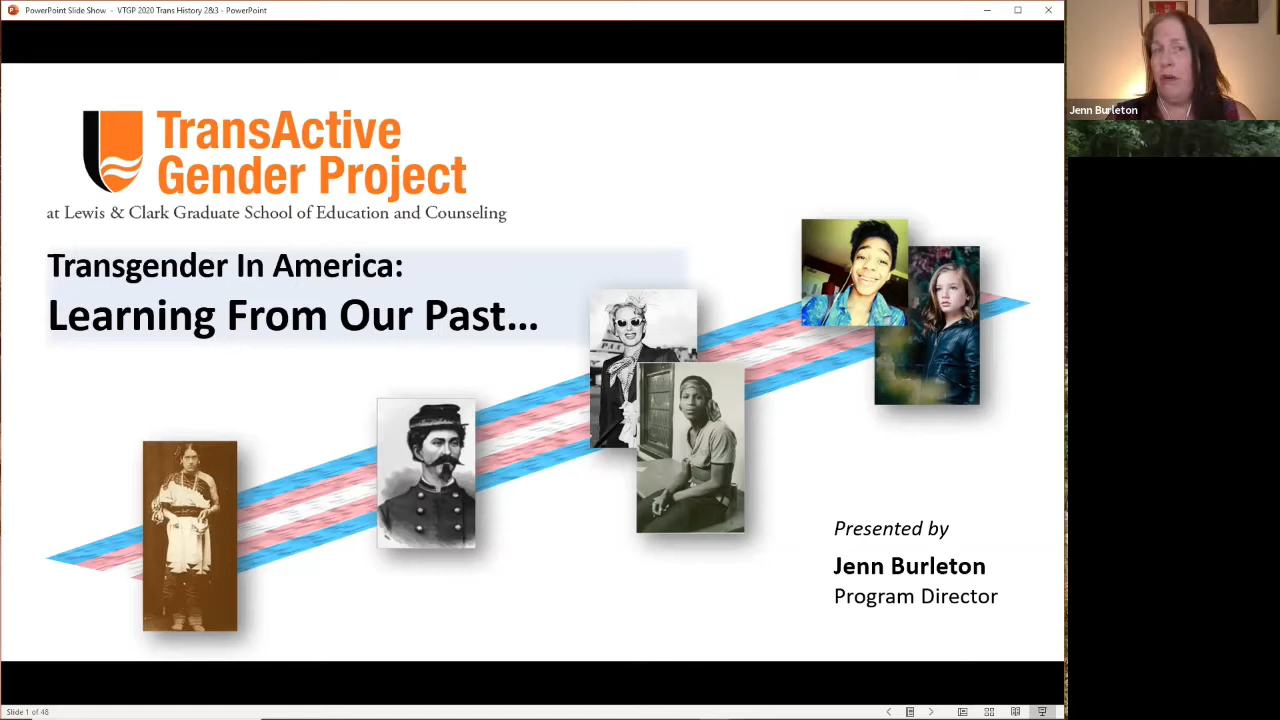 PowerPoint Slide Show - VTGP 2020 Trans History 2&3 - PowerPoint
Jenn Burleton
TransActive
Gender Project
at Lewis & Clark Graduate School of Education and Counseling
Transgender In America:
Learning From Our Past...
Presented by
Jenn Burleton
Program Director
Slide 1 of 48